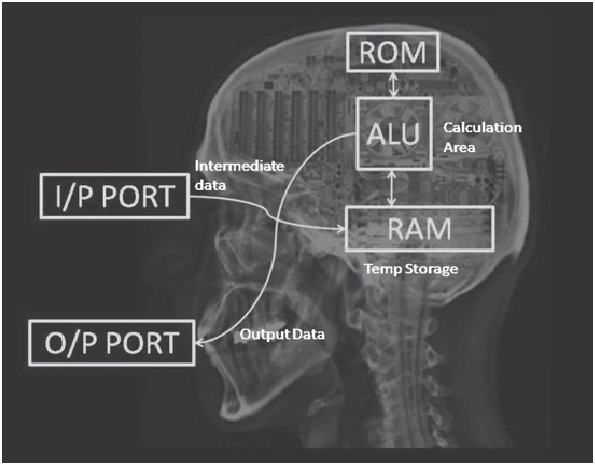 ROM
ALU
Calculation
Area
Intermediate
data
I/P PORT
RAM
Temp Storage
O/P PORT
Output Data